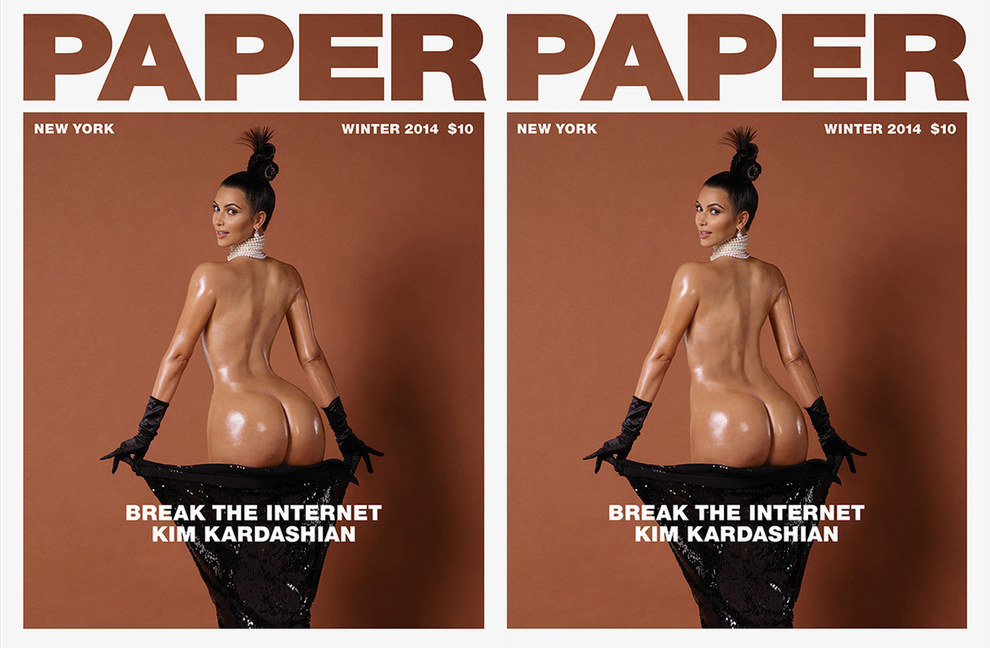 PAPER
NEW YORK
WINTER 2014 $10
BREAK THE INTERNET
KIM KARDASHIAN
PAPER
NEW YORK
WINTER 2014 $10
BREAK THE INTERNET
KIM KARDASHIAN